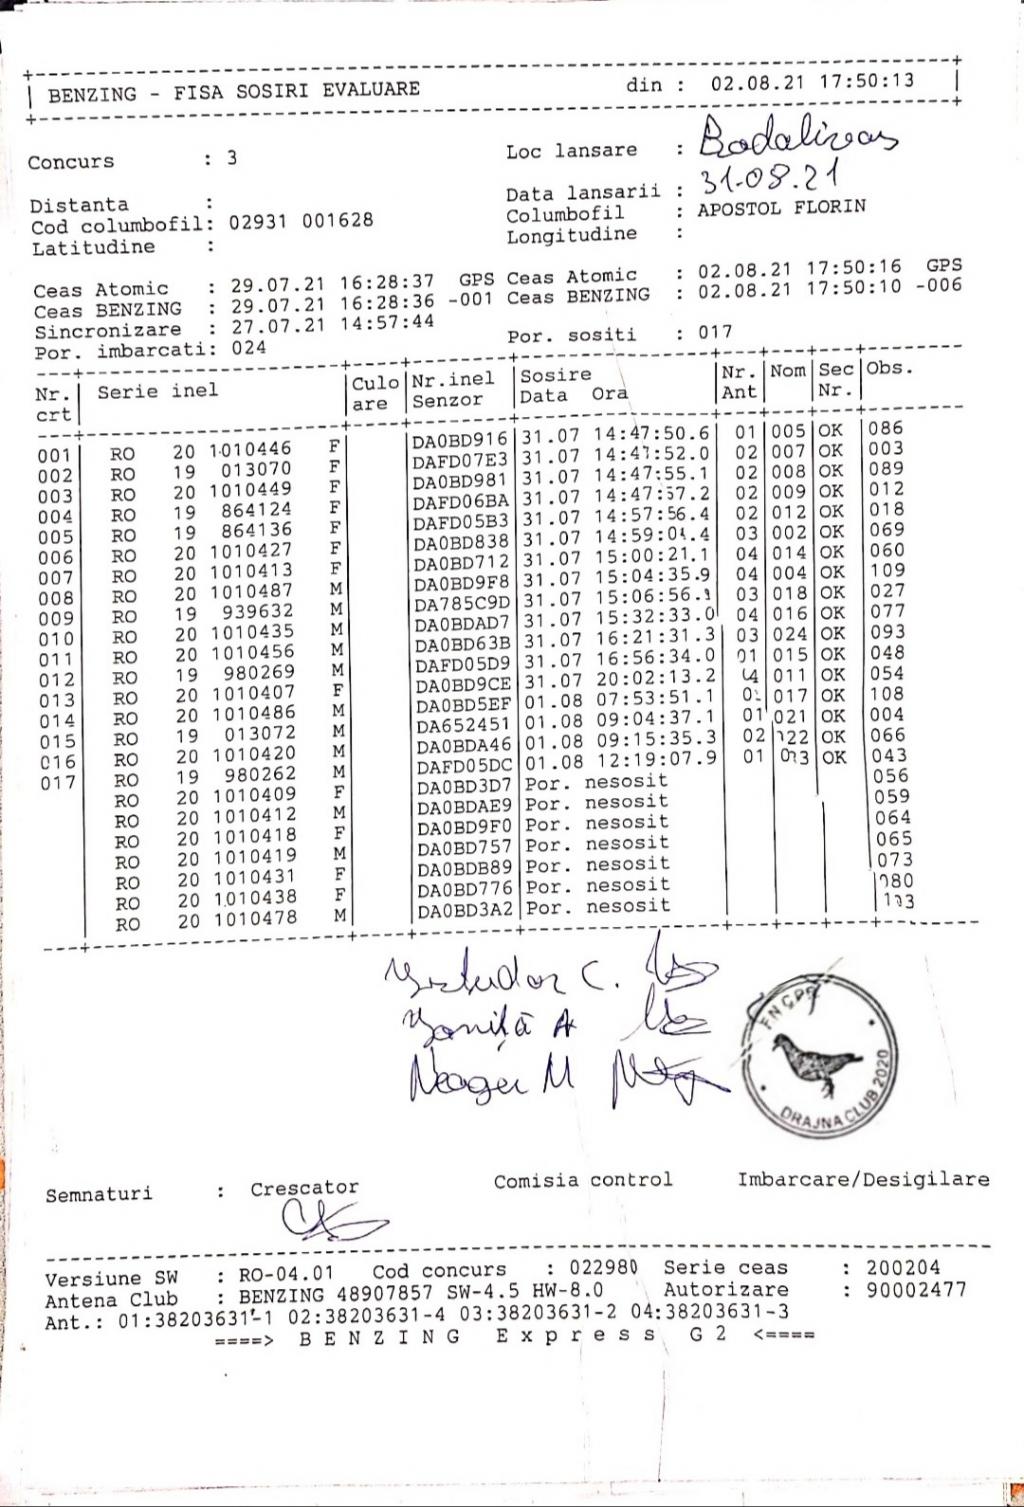 BENZING - FISA SOSIRI EVALUARE din : 02.08.21 17:50:13
Concurs : 3 Loc lansare :
Data lansarii : 31-08.21
Distanta :
Cod columbofil: 02931 001628 Columbofil : APOSTOL FLORIN
Latitudine : Longitudine :
Ceas Atomic : 29.07.21 16:28:37 GPS Ceas Atomic : 02.08.21 17:50:16 GPS
Ceas BENZING : 29.07.21 16:28:36 -001 Ceas BENZING : 02.08.21 17:50:10 -006
Sincronizare : 27.07.21 14:57:44
Por. imbarcati: 024 Por. sositi : 017
Nr. crt Serie inel Culo are Nr.inel Senzor Sosire Data Ora Nr. Ant Nom Sec Nr. Obs.
001 RO 20 1010446 F DA0BD916 31.07 14:47:50.6 01 005 OK 086
002 RO 19 013070 F DAFD07E3 31.07 14:47:52.0 02 007 OK 003
003 RO 20 1010449 F DA0BD981 31.07 14:47:55.1 02 008 OK 089
004 RO 19 864124 F DAFD06BA 31.07 14:47:57.2 02 009 OK 012
005 RO 19 864136 F DAFD05B3 31.07 14:57:56.4 02 012 OK 018
006 RO 20 1010427 F DA0BD838 31.07 14:59:04.4 03 002 OK 069
007 RO 20 1010413 F DA0BD712 31.07 15:00:21.1 04 014 OK 060
008 RO 20 1010487 M DA0BD9F8 31.07 15:04:35.9 04 004 OK 109
009 RO 19 939632 M DA785C9D 31.07 15:06:56.1 03 018 OK 027
010 RO 20 1010435 M DA0BDAD7 31.07 15:32:33.0 04 016 OK 077
011 RO 20 1010456 M DA0BD63B 31.07 16:21:31.3 03 024 OK 093
012 RO 19 980269 M DAFD05D9 31.07 16:56:34.0 01 015 OK 048
013 RO 20 1010407 F DA0BD9CE 31.07 20:02:13.2 04 011 OK 054
014 RO 20 1010486 M DA0BD5EF 01.08 07:53:51.1 017 OK 108
015 RO 19 013072 M DA652451 01.08 09:04:37.1 01 021 OK 004
016 RO 20 1010420 M DA0BDA46 01.08 09:15:35.3 02 022 OK 066
017 RO 19 980262 M DAFD05DC 01.08 12:19:07.9 01 OK 043
RO 20 1010409 F DA0BD3D7 Por. nesosit 056
RO 20 1010412 M DA0BDAE9 Por. nesosit 059
RO 20 1010418 F DA0BD9F0 Por. nesosit 064
RO 20 1010419 M DA0BD757 Por. nesosit 065
RO 20 1010431 F DA0BDB89 Por. nesosit 073
RO 20 1010438 F DA0BD776 Por. nesosit 080
RO 20 1010478 M DA0BD3A2 Por. nesosit
C.
Ioniță A
Neagu M
FNCPR
DRAJNA CLUB 2020
Semnaturi : Crescator Comisia control Imbarcare/Desigilare
Versiune SW : RO-04.01 Cod concurs : 022980 Serie ceas : 200204
Antena Club : BENZING 48907857 SW-4.5 HW-8.0 Autorizare : 90002477
Ant.: 01:38203631-1 02:38203631-4 03:38203631-2 04:38203631-3
====> B E N Z I N G E x p r e s s G 2 <====